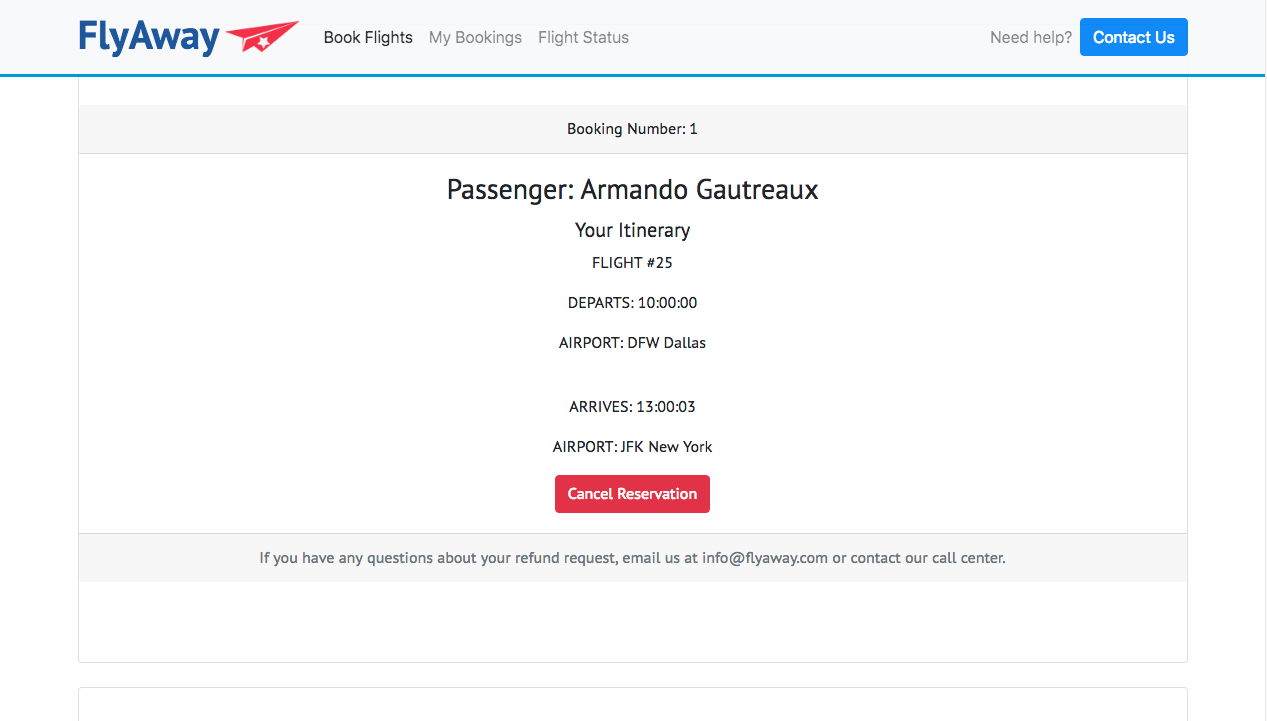 FlyAway Book Flights My Bookings Flight Status Need help? Contact Us
Booking Number: 1
Passenger: Armando Gautreaux
Your Itinerary
FLIGHT #25
DEPARTS: 10:00:00
AIRPORT: DFW Dallas
ARRIVES: 13:00:03
AIRPORT: JFK New York
Cancel Reservation
If you have any questions about your refund request, email us at info@flyaway.com or contact our call center.